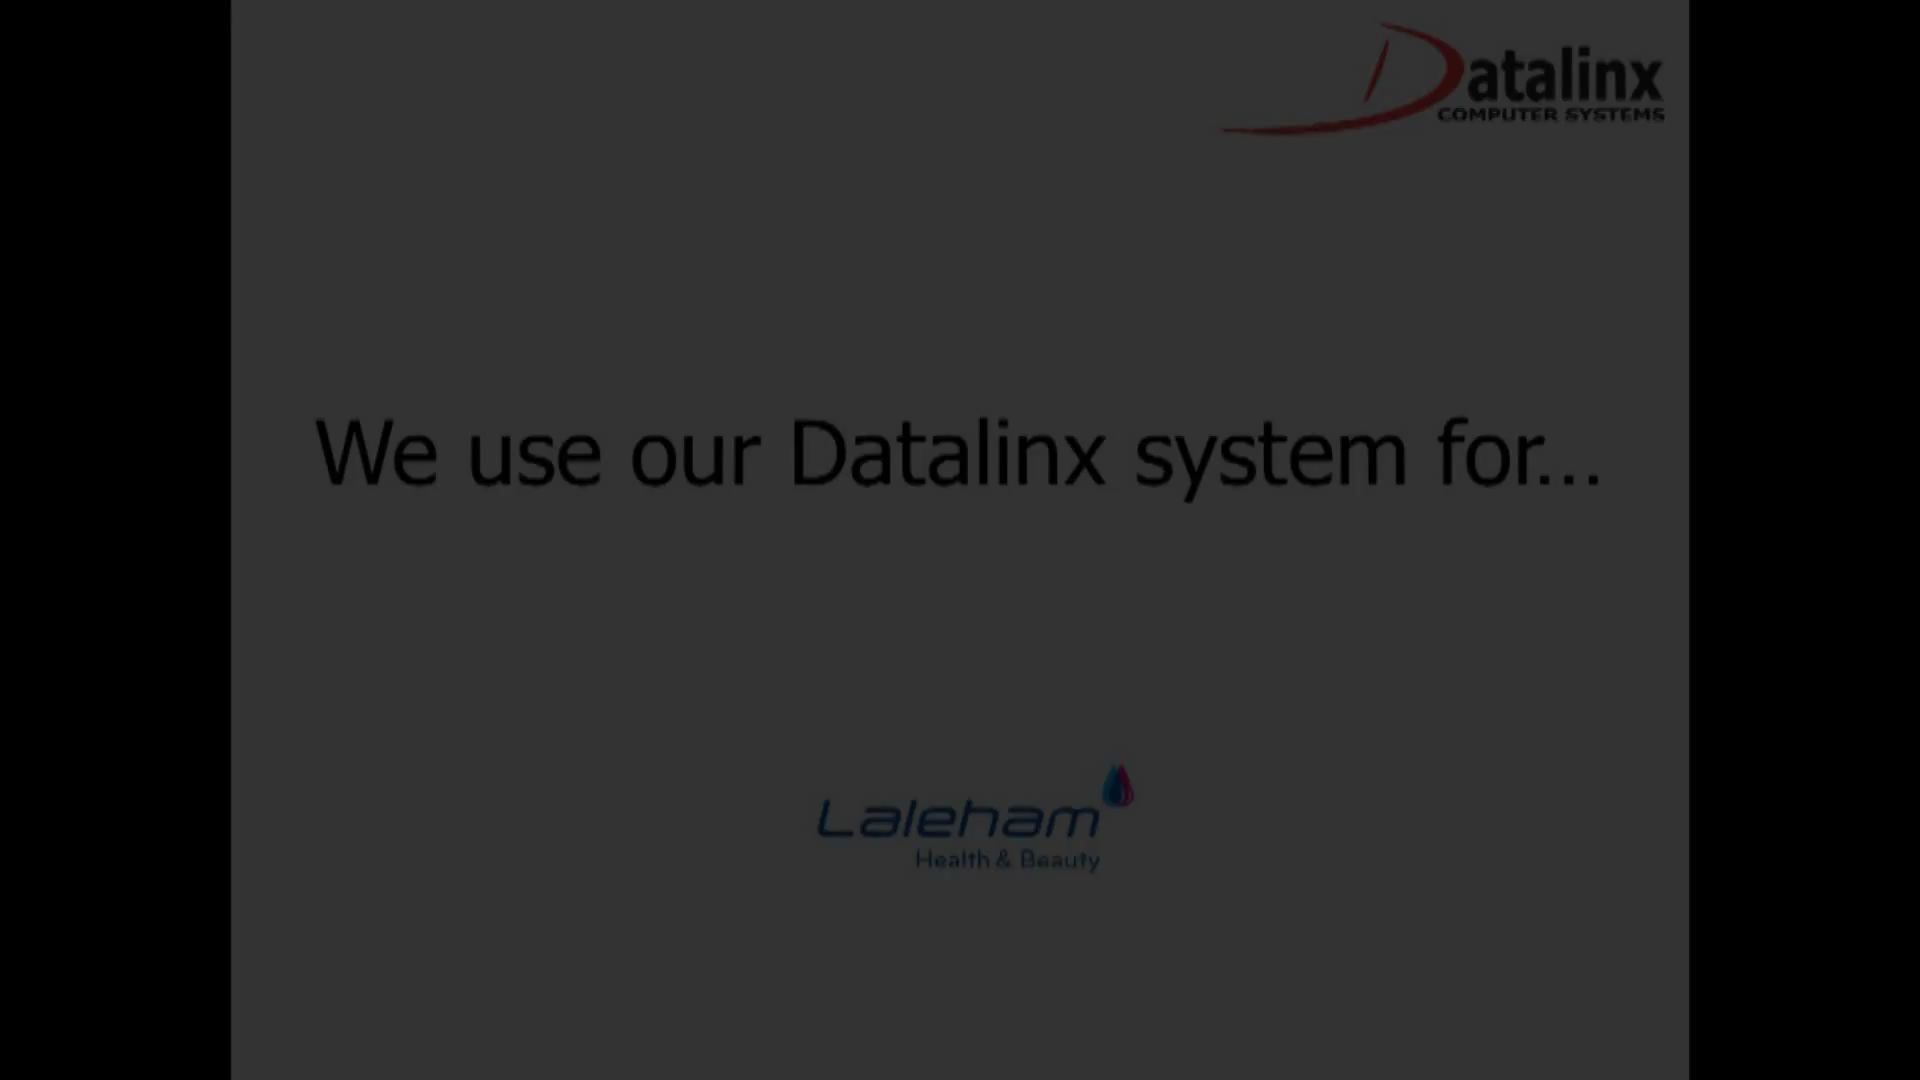 Datalinx
COMPUTER SYSTEMS
We use our Datalinx system for...
Laleham
Health & Beauty